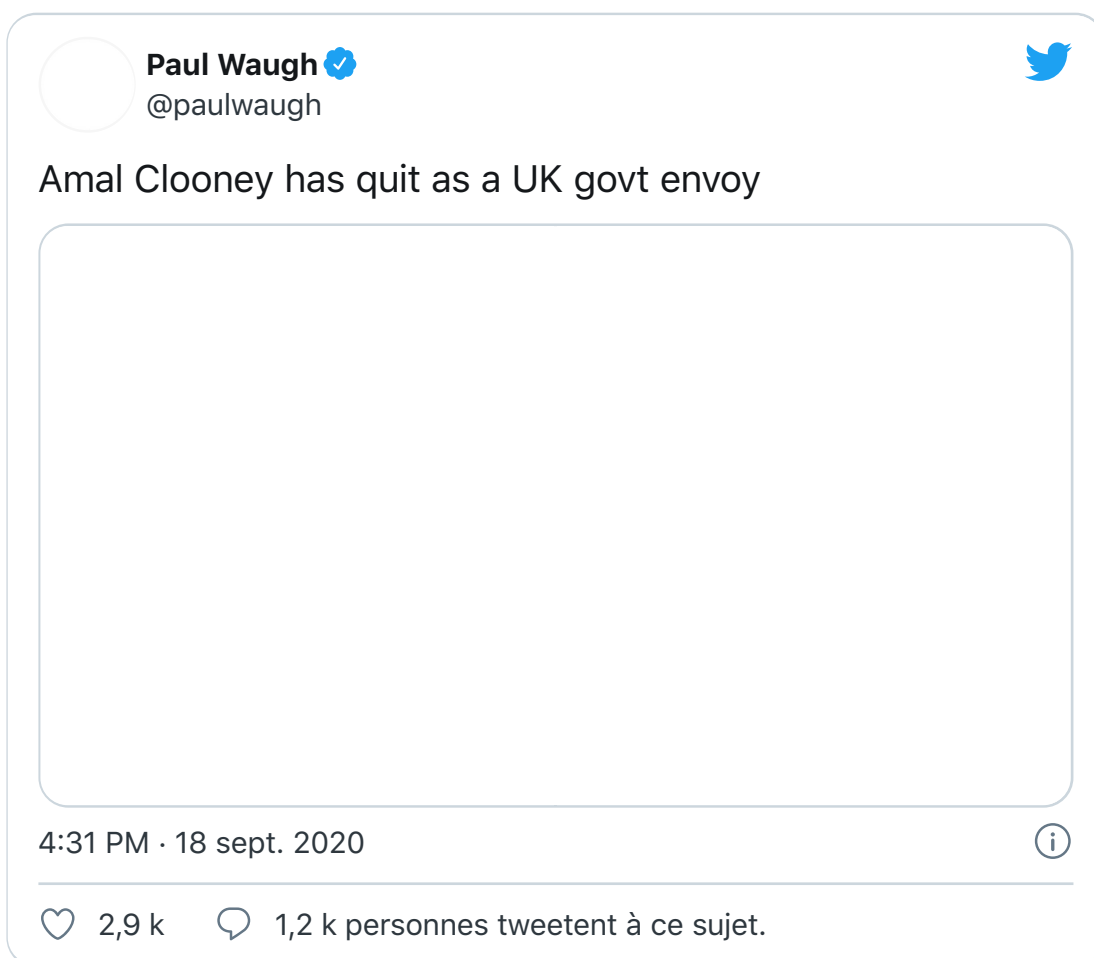 Paul Waugh
@paulwaugh
Amal Clooney has quit as a UK govt envoy
4:31 PM · 18 sept. 2020
2,9 k 1,2 k personnes tweetent à ce sujet.